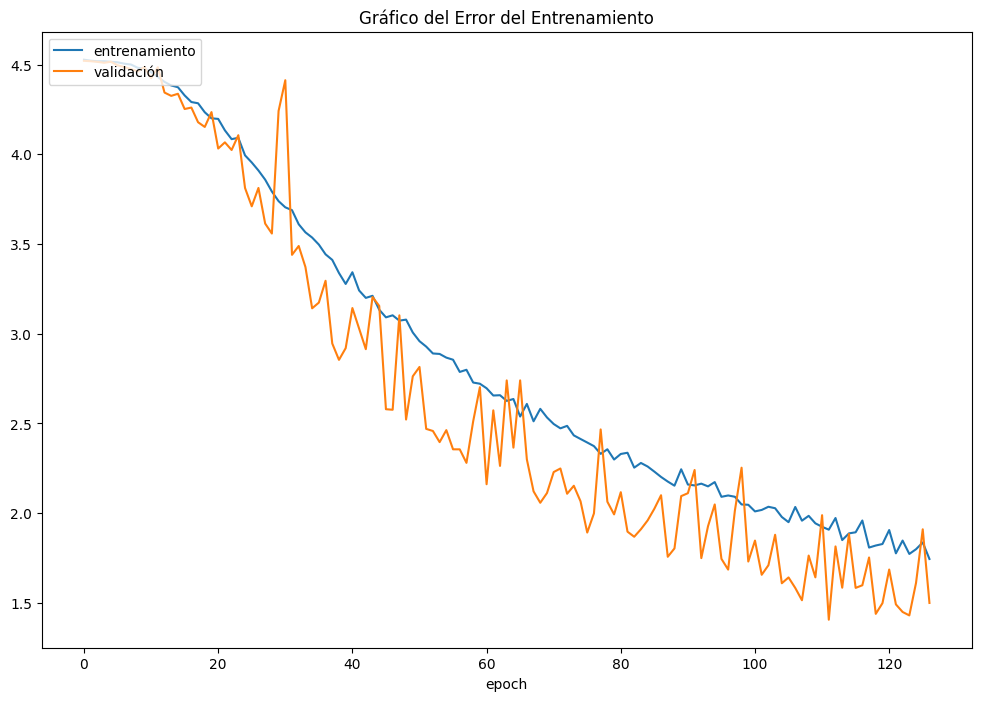 Gráfico del Error del Entrenamiento
entrenamiento
validación
4.5
4.0
3.5
3.0
2.5
2.0
1.5
0 20 40 60 80 100 120
epoch